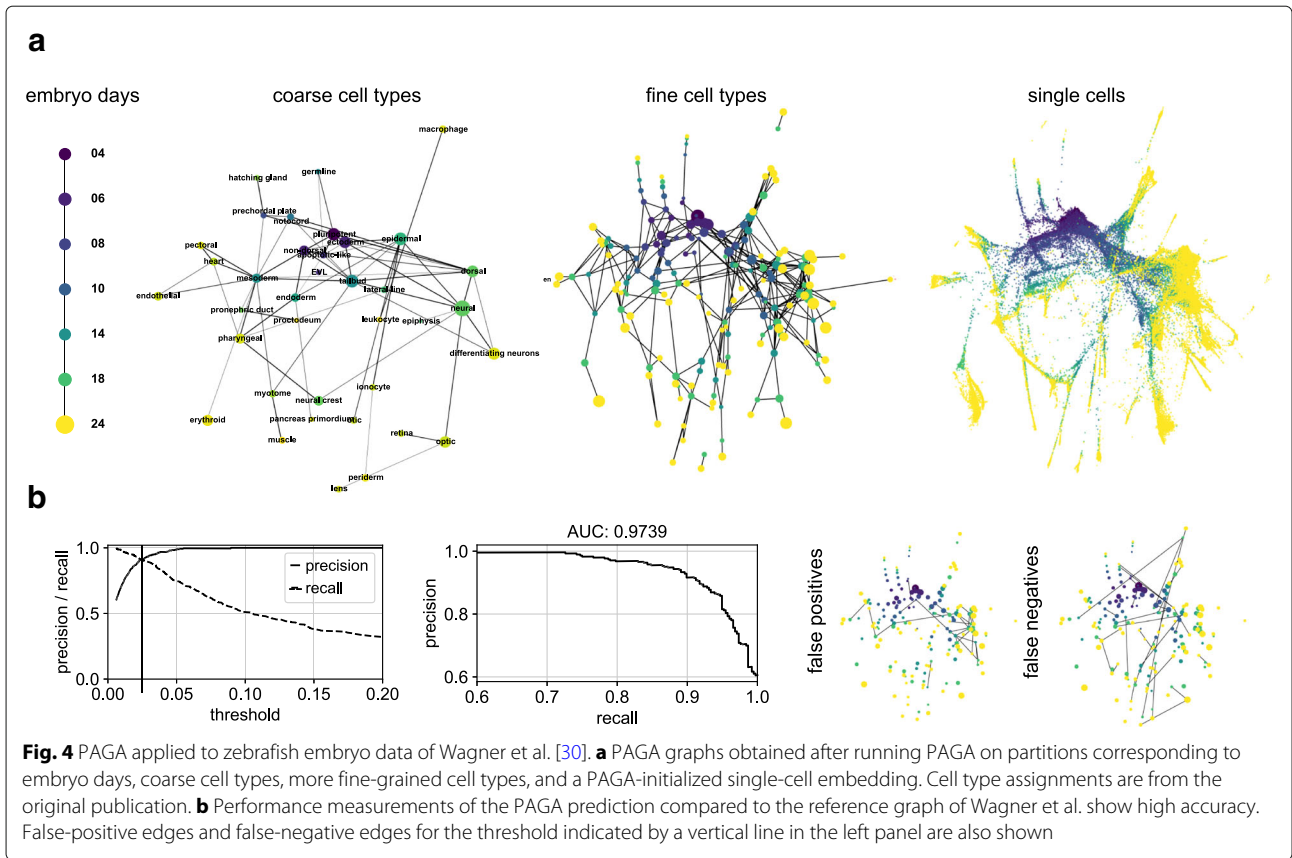 a
embryo days
coarse cell types
fine cell types
single cells
04
06
08
10
14
18
24
macrophage
germline
hatching gland
prechordal plate
notocord
pluripotent
ectoderm
epidermal
non-dorsal
apoptotic-like
pectoral
heart
mesoderm
EVL
tailbud
dorsal
endothelial
endoderm
lateral line
neural
pronephric duct
proctodeum
leukocyte
epiphysis
pharyngeal
differentiating neurons
myotome
neural crest
ionocyte
erythroid
pancreas primordium
otic
muscle
retina
optic
periderm
lens
en
b
precision / recall
1.0
0.5
0.0
0.00
0.05
0.10
0.15
0.20
threshold
precision
recall
AUC: 0.9739
precision
1.0
0.8
0.6
0.6
0.7
0.8
0.9
1.0
recall
false positives
false negatives
Fig. 4 PAGA applied to zebrafish embryo data of Wagner et al. [30]. a PAGA graphs obtained after running PAGA on partitions corresponding to
embryo days, coarse cell types, more fine-grained cell types, and a PAGA-initialized single-cell embedding. Cell type assignments are from the
original publication. b Performance measurements of the PAGA prediction compared to the reference graph of Wagner et al. show high accuracy.
False-positive edges and false-negative edges for the threshold indicated by a vertical line in the left panel are also shown